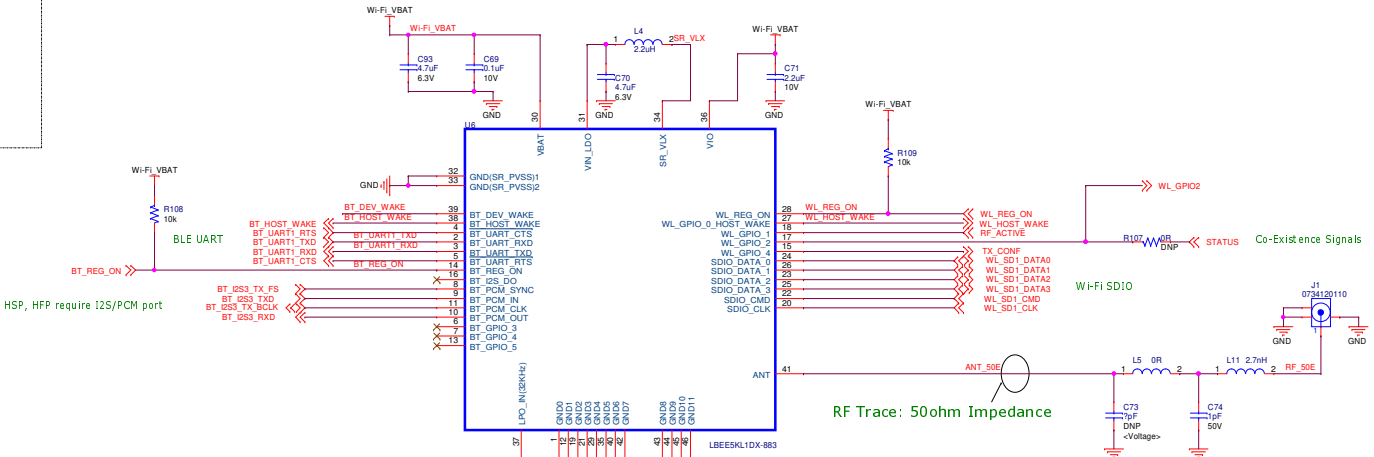 Wi-Fi_VBAT
Wi-Fi_VBAT
C93
4.7uF
6.3V
C69
0.1uF
10V
GND
L4
1 2 SR_VLX
2.2uH
C70
4.7uF
6.3V
GND
Wi-Fi_VBAT
C71
2.2uF
10V
GND
Wi-Fi_VBAT
R109
10k
U6
30 VBAT
31 VIN_LDO
34 SR_VLX
36 VIO
GND
32 GND(SR_PVSS)1
33 GND(SR_PVSS)2
Wi-Fi_VBAT
R108
10k
BLE UART
BT_REG_ON
HSP, HFP require I2S/PCM port
BT_DEV_WAKE 39 BT_DEV_WAKE
BT_HOST_WAKE BT_HOST_WAKE 38 BT_HOST_WAKE
BT_UART1_RTS 4 BT_UART_CTS
BT_UART1_TXD BT_UART1_TXD 2 BT_UART_RXD
BT_UART1_RXD BT_UART1_RXD 3 BT_UART_TXD
BT_UART1_CTS 5 BT_UART_RTS
BT_REG_ON 14 BT_REG_ON
16 BT_I2S_DO
BT_I2S3_TX_FS 8 BT_PCM_SYNC
BT_I2S3_TXD 9 BT_PCM_IN
BT_I2S3_TX_BCLK 11 BT_PCM_CLK
BT_I2S3_RXD 10 BT_PCM_OUT
6 BT_GPIO_3
7 BT_GPIO_4
13 BT_GPIO_5
WL_REG_ON 28 WL_REG_ON WL_REG_ON
WL_GPIO_0_HOST_WAKE 27 WL_HOST_WAKE WL_HOST_WAKE
WL_GPIO_1 18 RF_ACTIVE
WL_GPIO_2 17
WL_GPIO_4 15 TX_CONF
SDIO_DATA_0 24 WL_SD1_DATA0
SDIO_DATA_1 26 WL_SD1_DATA1
SDIO_DATA_2 23 WL_SD1_DATA2
SDIO_DATA_3 25 WL_SD1_DATA3
SDIO_CMD 22 WL_SD1_CMD
SDIO_CLK 20 WL_SD1_CLK
WL_GPIO2
R107 0R
DNP
STATUS
Co-Existence Signals
Wi-Fi SDIO
ANT 41 ANT_50E
RF Trace: 50ohm Impedance
L5 0R
1 2
L11 2.7nH
1 2
RF_50E
C73
?pF
DNP
<Voltage>
C74
1pF
50V
J1
0734120110
1
GND
GND
LPO_IN(32KHz) 37
GND0 1
GND1 12
GND2 19
GND3 21
GND4 29
GND5 35
GND6 40
GND7 42
GND8 43
GND9 44
GND10 45
GND11 46
LBEE5KL1DX-883